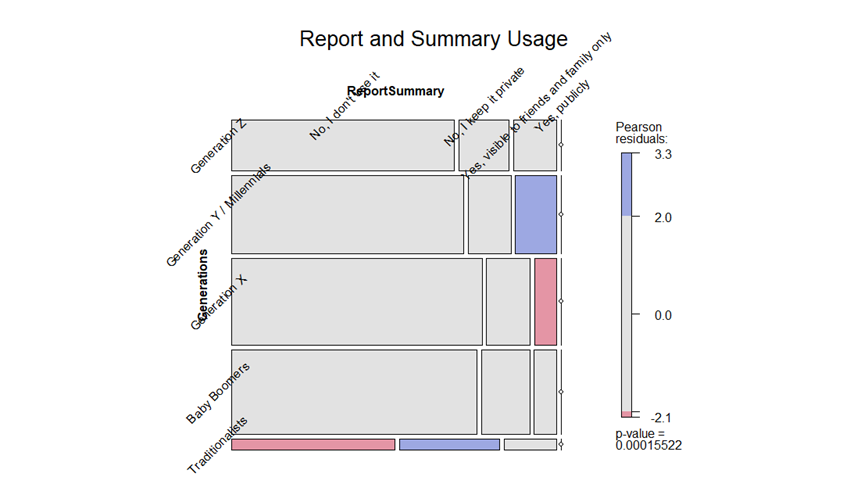 Report and Summary Usage
ReportSummary
No, I don't use it
No, I keep it private
Yes, visible to friends and family only
Yes, publicly
Generations
Generation Z
Generation Y / Millennials
Generation X
Baby Boomers
Traditionalists
Pearson
residuals:
3.3
2.0
0.0
-2.1
p-value =
0.00015522